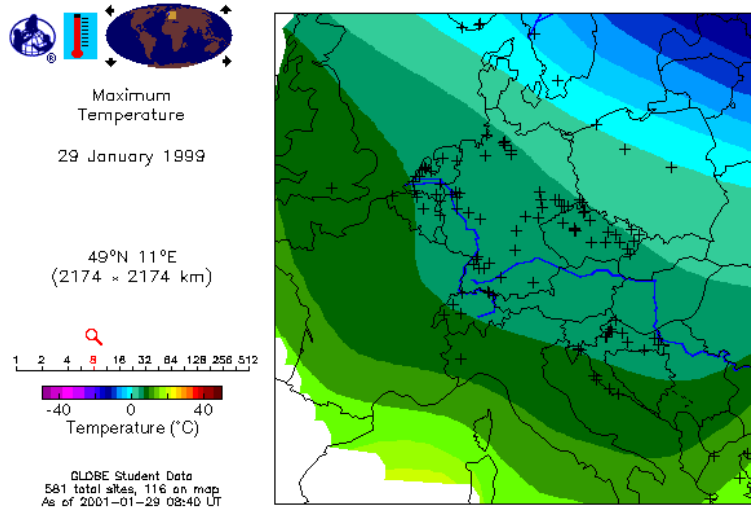 ®
Maximum
Temperature
29 January 1999
49°N 11°E
(2174 × 2174 km)
1 2 4 8 16 32 64 128 256 512
-40 0 40
Temperature (°C)
GLOBE Student Data
581 total sites, 116 on map
As of 2001-01-29 08:40 UT